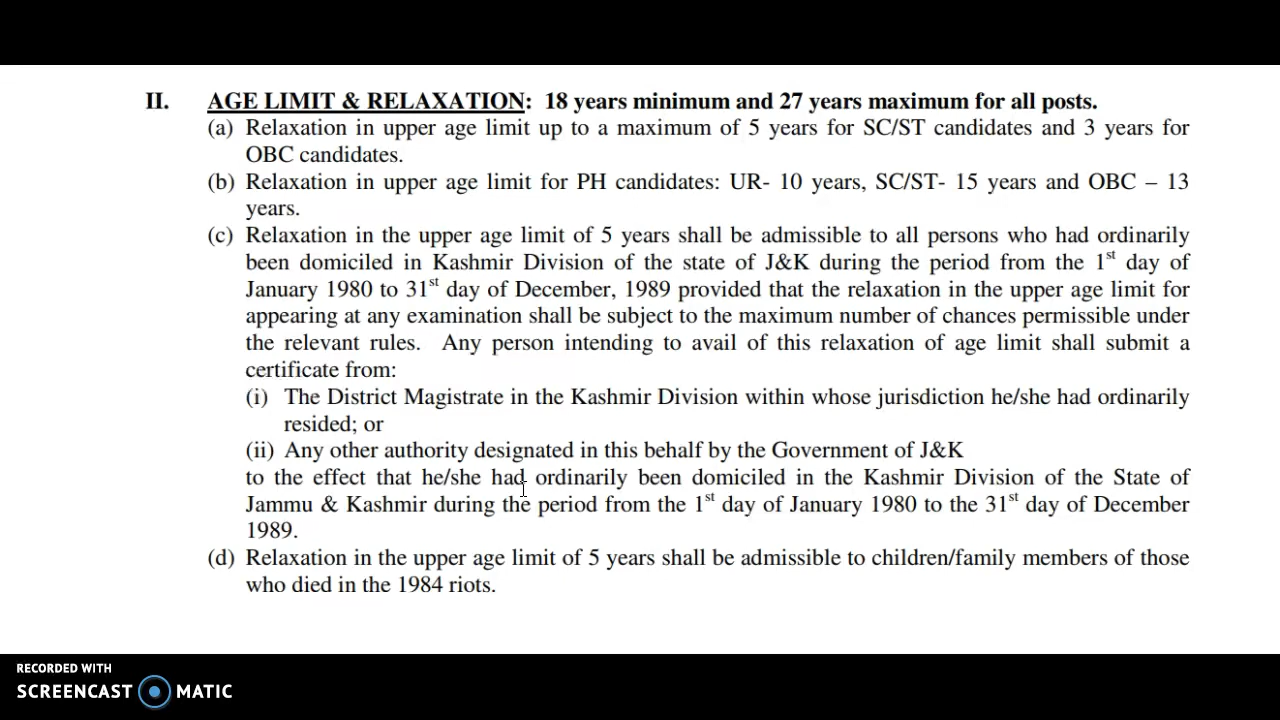 II. AGE LIMIT & RELAXATION: 18 years minimum and 27 years maximum for all posts.
(a) Relaxation in upper age limit up to a maximum of 5 years for SC/ST candidates and 3 years for
OBC candidates.
(b) Relaxation in upper age limit for PH candidates: UR- 10 years, SC/ST- 15 years and OBC – 13
years.
(c) Relaxation in the upper age limit of 5 years shall be admissible to all persons who had ordinarily
been domiciled in Kashmir Division of the state of J&K during the period from the 1st day of
January 1980 to 31st day of December, 1989 provided that the relaxation in the upper age limit for
appearing at any examination shall be subject to the maximum number of chances permissible under
the relevant rules. Any person intending to avail of this relaxation of age limit shall submit a
certificate from:
(i) The District Magistrate in the Kashmir Division within whose jurisdiction he/she had ordinarily
resided; or
(ii) Any other authority designated in this behalf by the Government of J&K
to the effect that he/she had ordinarily been domiciled in the Kashmir Division of the State of
Jammu & Kashmir during the period from the 1st day of January 1980 to the 31st day of December
1989.
(d) Relaxation in the upper age limit of 5 years shall be admissible to children/family members of those
who died in the 1984 riots.
RECORDED WITH
SCREENCAST MATIC